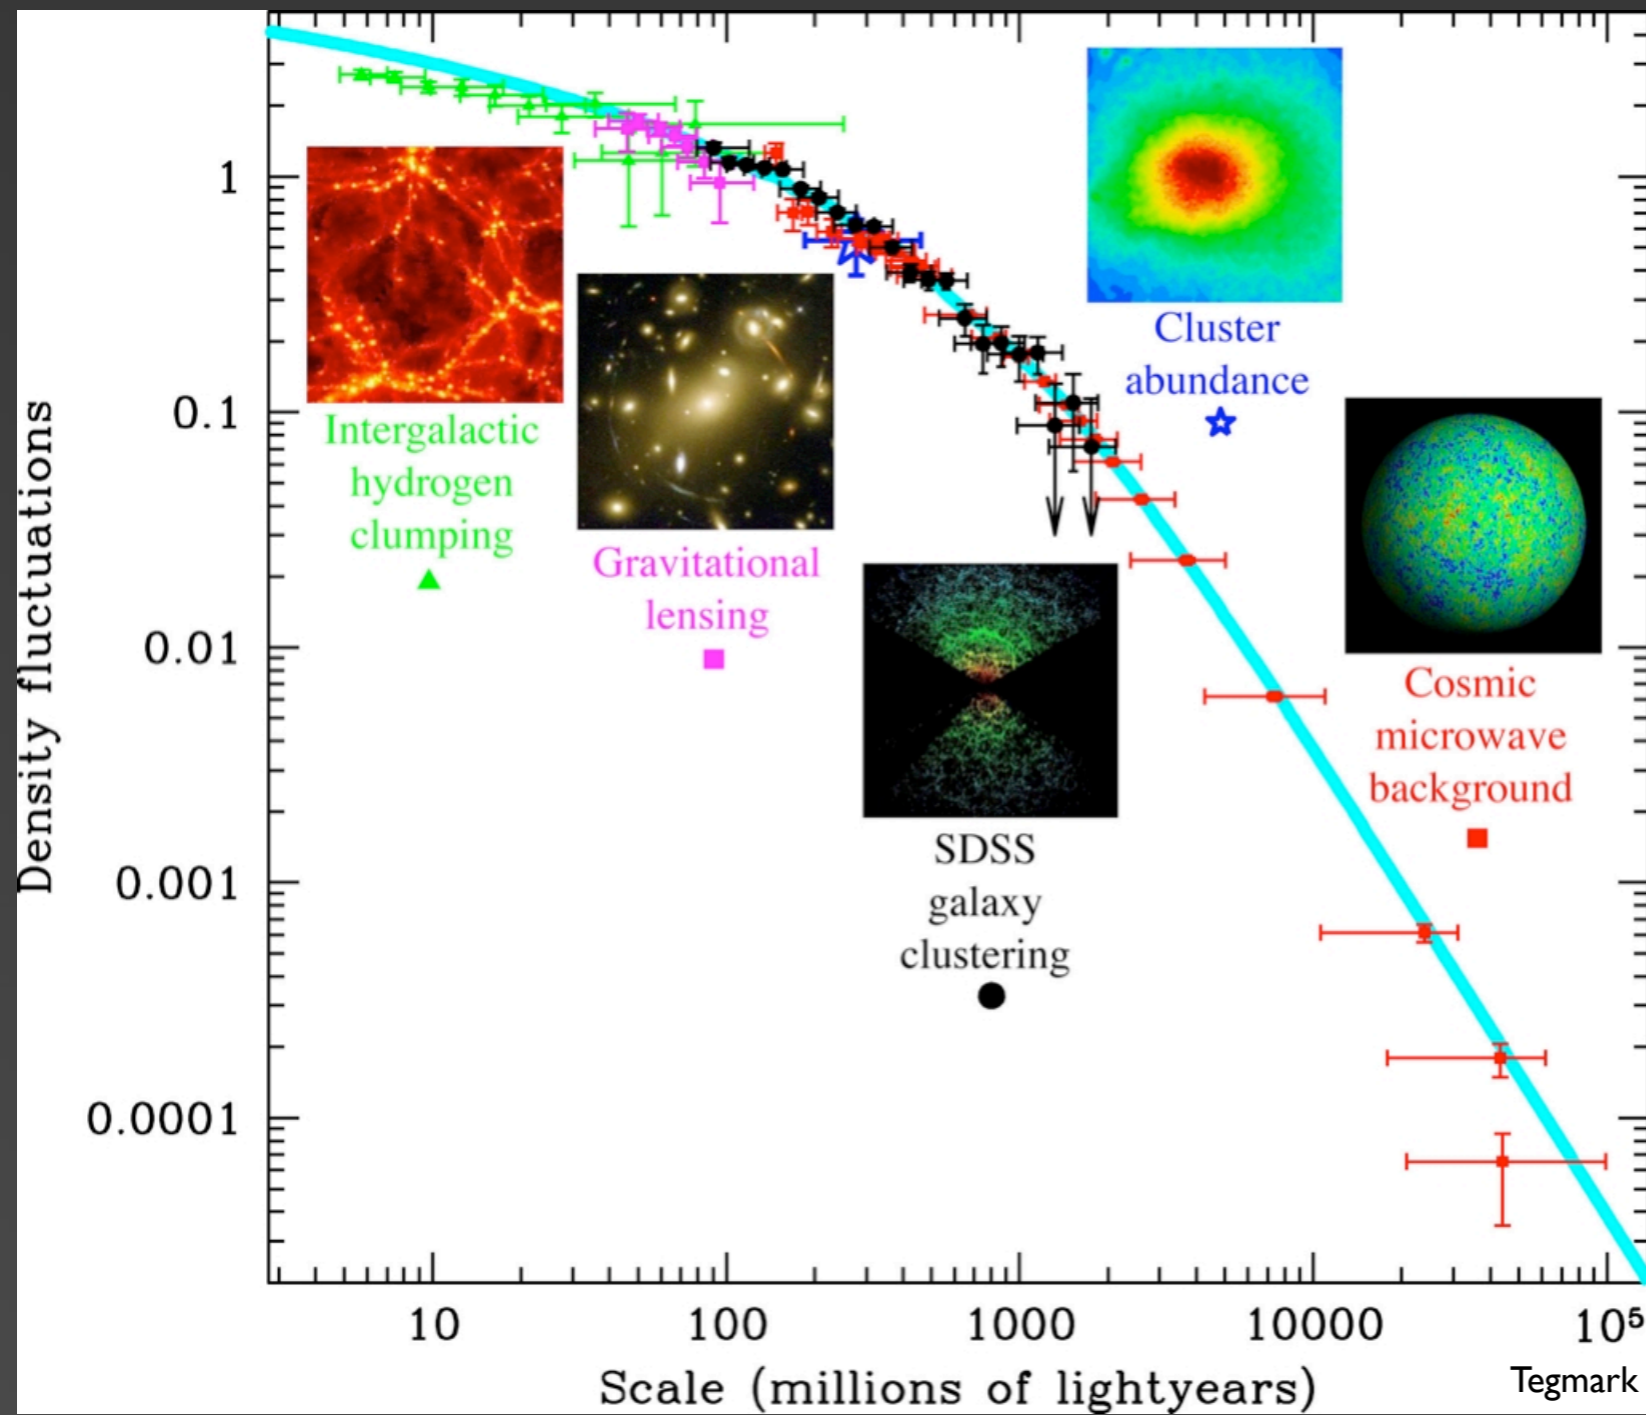 Density fluctuations
1
0.1
0.01
0.001
0.0001
Intergalactic
hydrogen
clumping
Gravitational
lensing
Cluster
abundance
SDSS
galaxy
clustering
Cosmic
microwave
background
10
100
1000
10000
10⁵
Scale (millions of lightyears)
Tegmark